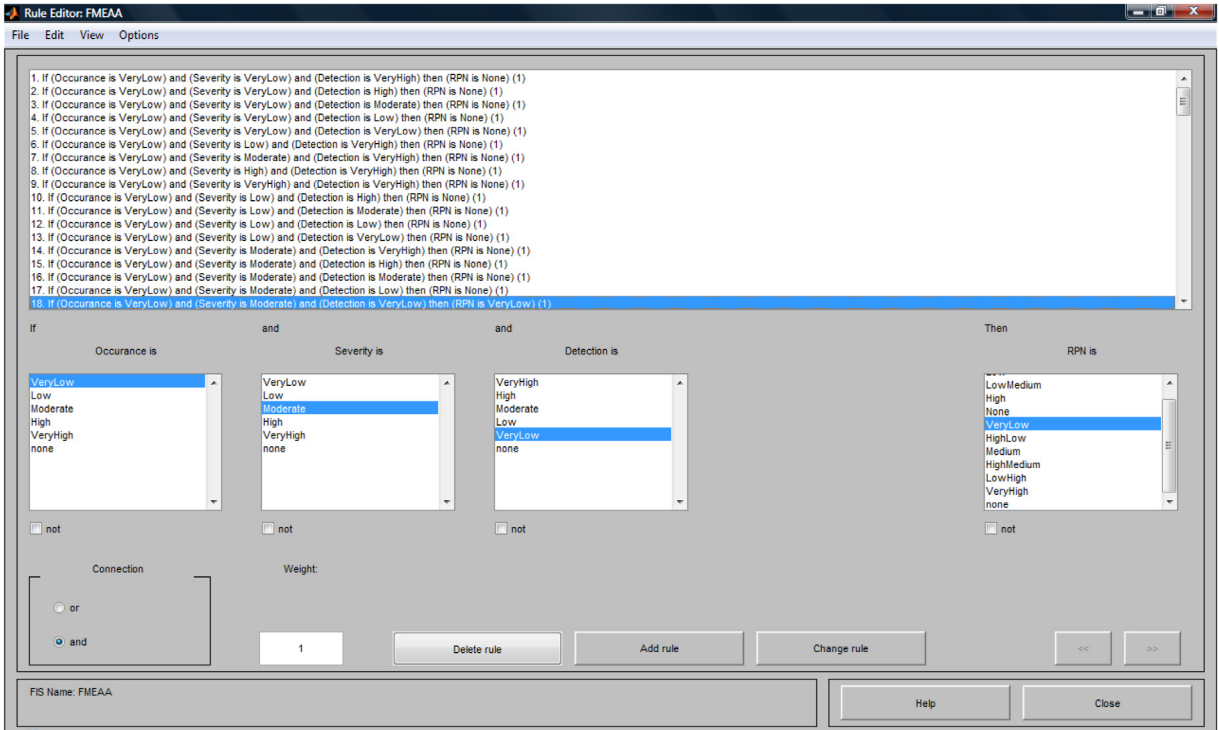 Rule Editor: FMEAA
File Edit View Options
1. If (Occurance is VeryLow) and (Severity is VeryLow) and (Detection is VeryHigh) then (RPN is None) (1)
2. If (Occurance is VeryLow) and (Severity is VeryLow) and (Detection is High) then (RPN is None) (1)
3. If (Occurance is VeryLow) and (Severity is VeryLow) and (Detection is Moderate) then (RPN is None) (1)
4. If (Occurance is VeryLow) and (Severity is VeryLow) and (Detection is Low) then (RPN is None) (1)
5. If (Occurance is VeryLow) and (Severity is VeryLow) and (Detection is VeryLow) then (RPN is None) (1)
6. If (Occurance is VeryLow) and (Severity is Low) and (Detection is VeryHigh) then (RPN is None) (1)
7. If (Occurance is VeryLow) and (Severity is Moderate) and (Detection is VeryHigh) then (RPN is None) (1)
8. If (Occurance is VeryLow) and (Severity is High) and (Detection is VeryHigh) then (RPN is None) (1)
9. If (Occurance is VeryLow) and (Severity is VeryHigh) and (Detection is VeryHigh) then (RPN is None) (1)
10. If (Occurance is VeryLow) and (Severity is Low) and (Detection is High) then (RPN is None) (1)
11. If (Occurance is VeryLow) and (Severity is Low) and (Detection is Moderate) then (RPN is None) (1)
12. If (Occurance is VeryLow) and (Severity is Low) and (Detection is Low) then (RPN is None) (1)
13. If (Occurance is VeryLow) and (Severity is Low) and (Detection is VeryLow) then (RPN is None) (1)
14. If (Occurance is VeryLow) and (Severity is Moderate) and (Detection is VeryHigh) then (RPN is None) (1)
15. If (Occurance is VeryLow) and (Severity is Moderate) and (Detection is High) then (RPN is None) (1)
16. If (Occurance is VeryLow) and (Severity is Moderate) and (Detection is Moderate) then (RPN is None) (1)
17. If (Occurance is VeryLow) and (Severity is Moderate) and (Detection is Low) then (RPN is None) (1)
18. If (Occurance is VeryLow) and (Severity is Moderate) and (Detection is VeryLow) then (RPN is VeryLow) (1)
If
Occurance is
VeryLow
Low
Moderate
High
VeryHigh
none
not
and
Severity is
VeryLow
Low
Moderate
High
VeryHigh
none
not
and
Detection is
VeryHigh
High
Moderate
Low
VeryLow
none
not
Then
RPN is
LowMedium
High
None
VeryLow
HighLow
Medium
HighMedium
LowHigh
VeryHigh
none
not
Connection
or
and
Weight:
1
Delete rule
Add rule
Change rule
<<
>>
FIS Name: FMEAA
Help
Close